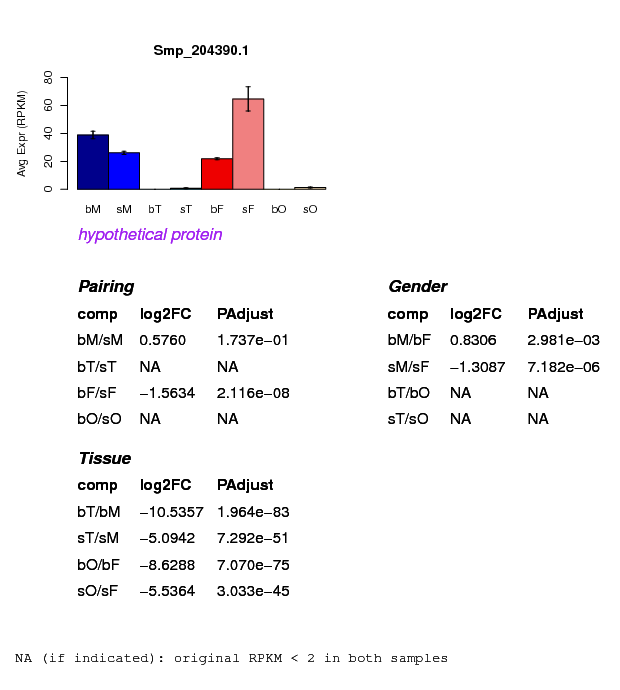 Smp_204390.1
Avg Expr (RPKM)
80
60
40
20
0
bM sM bT sT bF sF bO sO
hypothetical protein
Pairing
comp log2FC PAdjust
bM/sM 0.5760 1.737e−01
bT/sT NA NA
bF/sF −1.5634 2.116e−08
bO/sO NA NA
Gender
comp log2FC PAdjust
bM/bF 0.8306 2.981e−03
sM/sF −1.3087 7.182e−06
bT/bO NA NA
sT/sO NA NA
Tissue
comp log2FC PAdjust
bT/bM −10.5357 1.964e−83
sT/sM −5.0942 7.292e−51
bO/bF −8.6288 7.070e−75
sO/sF −5.5364 3.033e−45
NA (if indicated): original RPKM < 2 in both samples